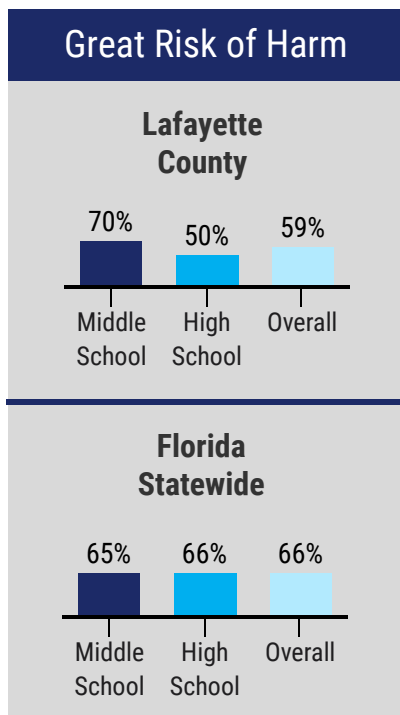 Great Risk of Harm
Lafayette
County
70%
50%
59%
Middle
School
High
School
Overall
Florida
Statewide
65%
66%
66%
Middle
School
High
School
Overall